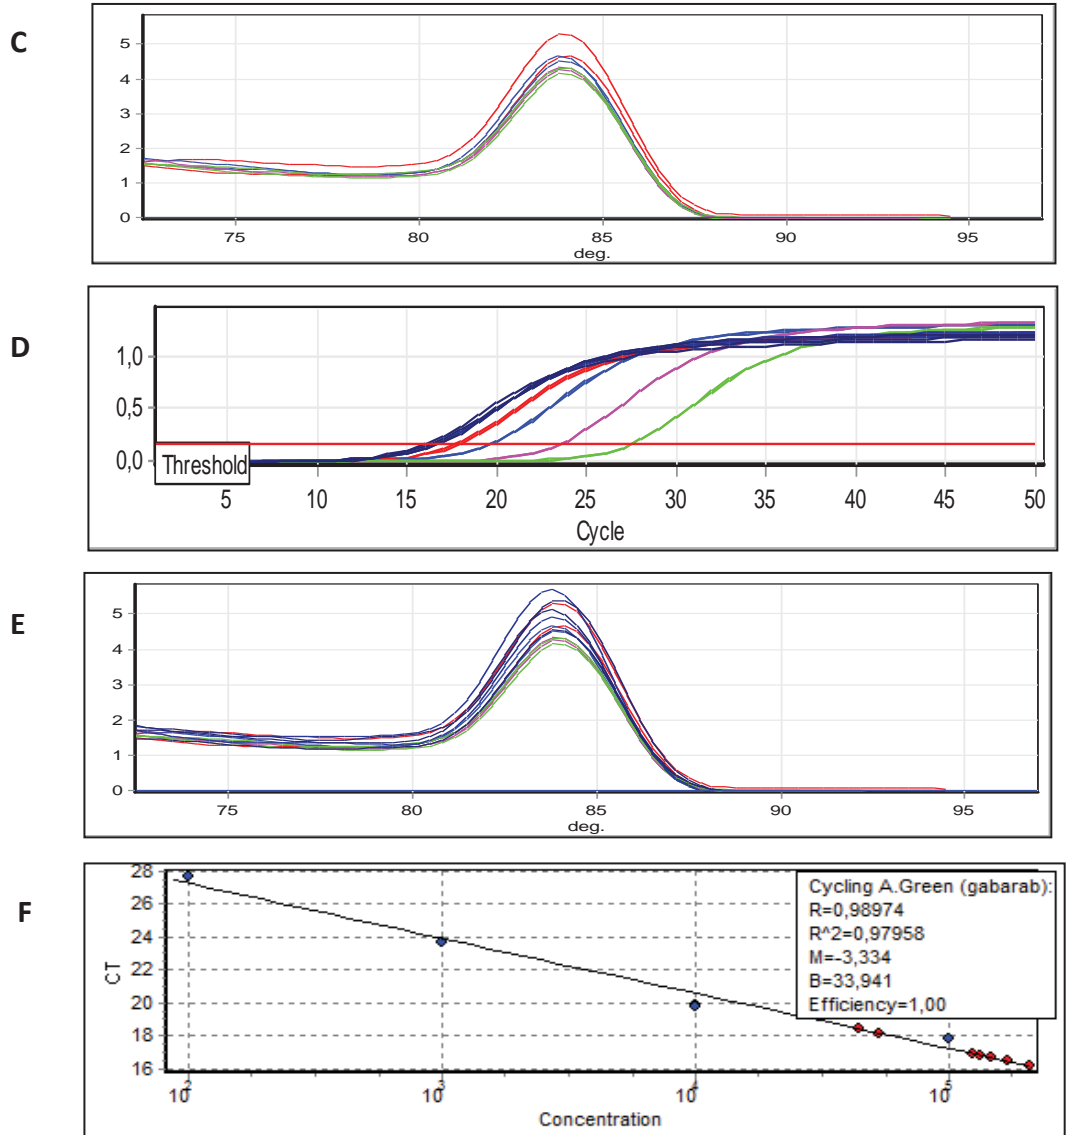 C
5
4
3
2
1
0
75 80 85 90 95
deg.
D
1,0
0,5
0,0
Threshold
5 10 15 20 25 30 35 40 45 50
Cycle
E
5
4
3
2
1
0
75 80 85 90 95
deg.
F
28
26
24
22
20
18
16
CT
Cycling A.Green (gabarab):
R=0,98974
R^2=0,97958
M=-3,334
B=33,941
Efficiency=1,00
10^2 10^3 10^4 10^5
Concentration